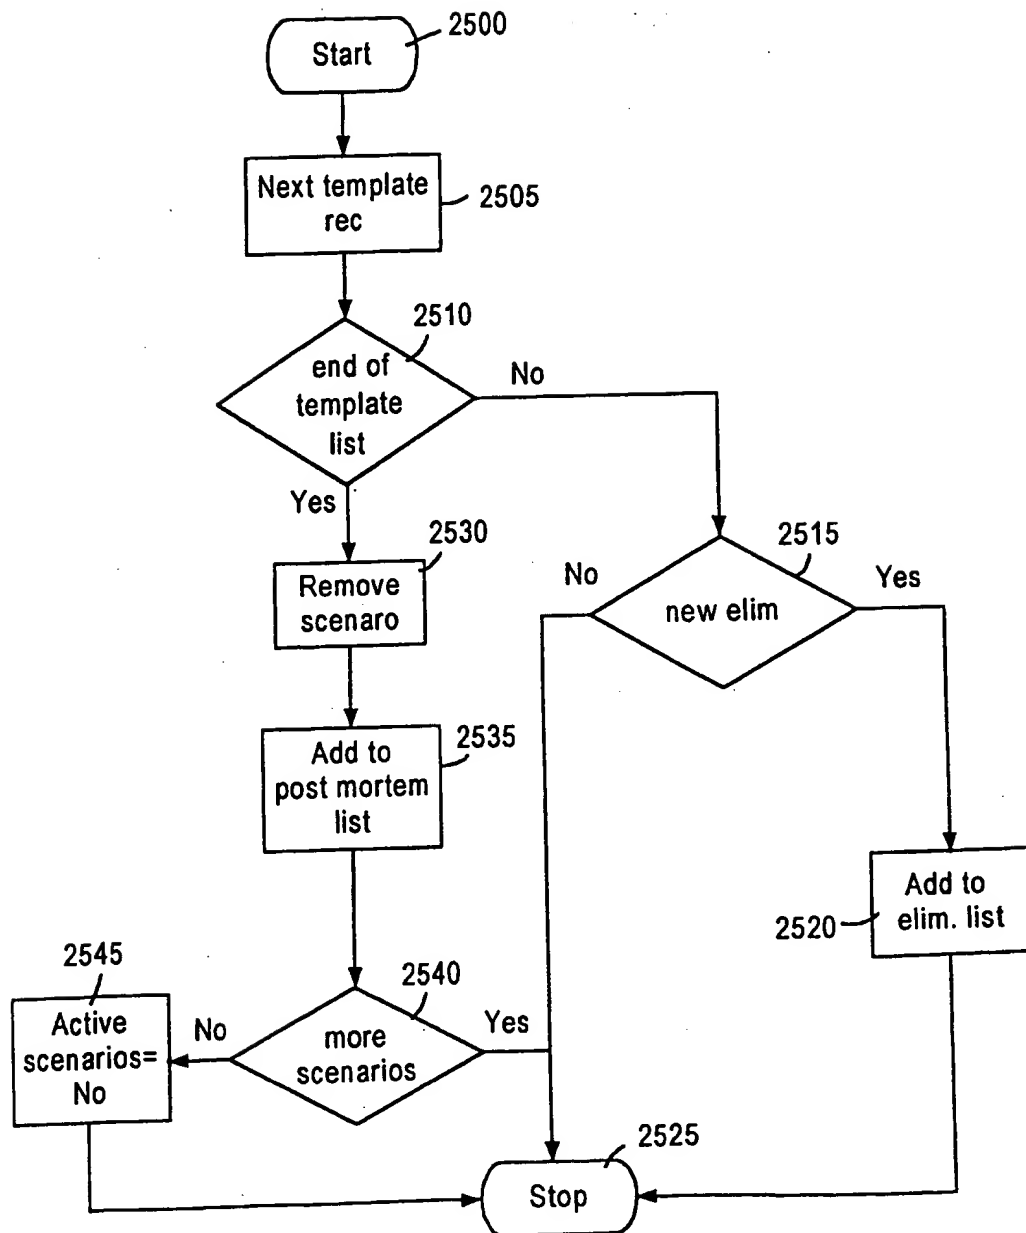 2500
Start
Next template
rec
2505
2510
end of
template
list
No
Yes
2530
Remove
scenaro
2515
No
Yes
new elim
2535
Add to
post mortem
list
Add to
elim. list
2520
2545
Active
scenarios=
No
2540
No
Yes
more
scenarios
2525
Stop